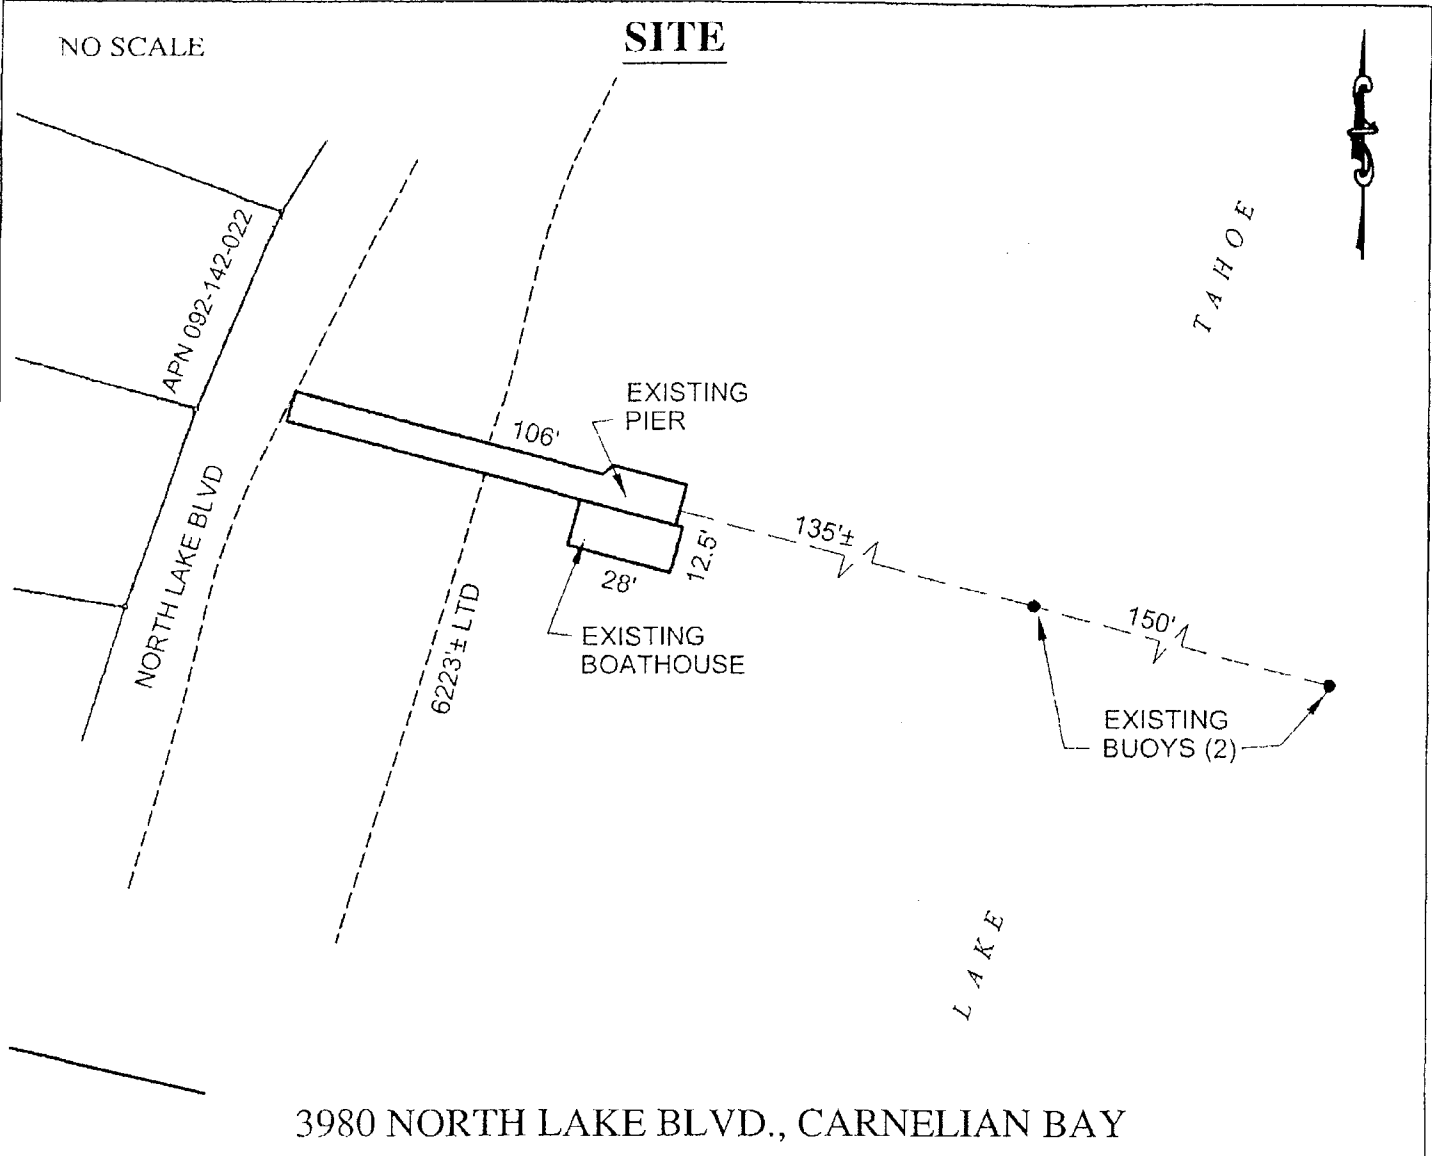 NO SCALE
SITE
APN 092-142-022
TAHOE
EXISTING
PIER
106'
NORTH LAKE BLVD
135'±
12.5'
28'
6223'± LTD
EXISTING
BOATHOUSE
150'
EXISTING
BUOYS (2)
LAKE
3980 NORTH LAKE BLVD., CARNELIAN BAY